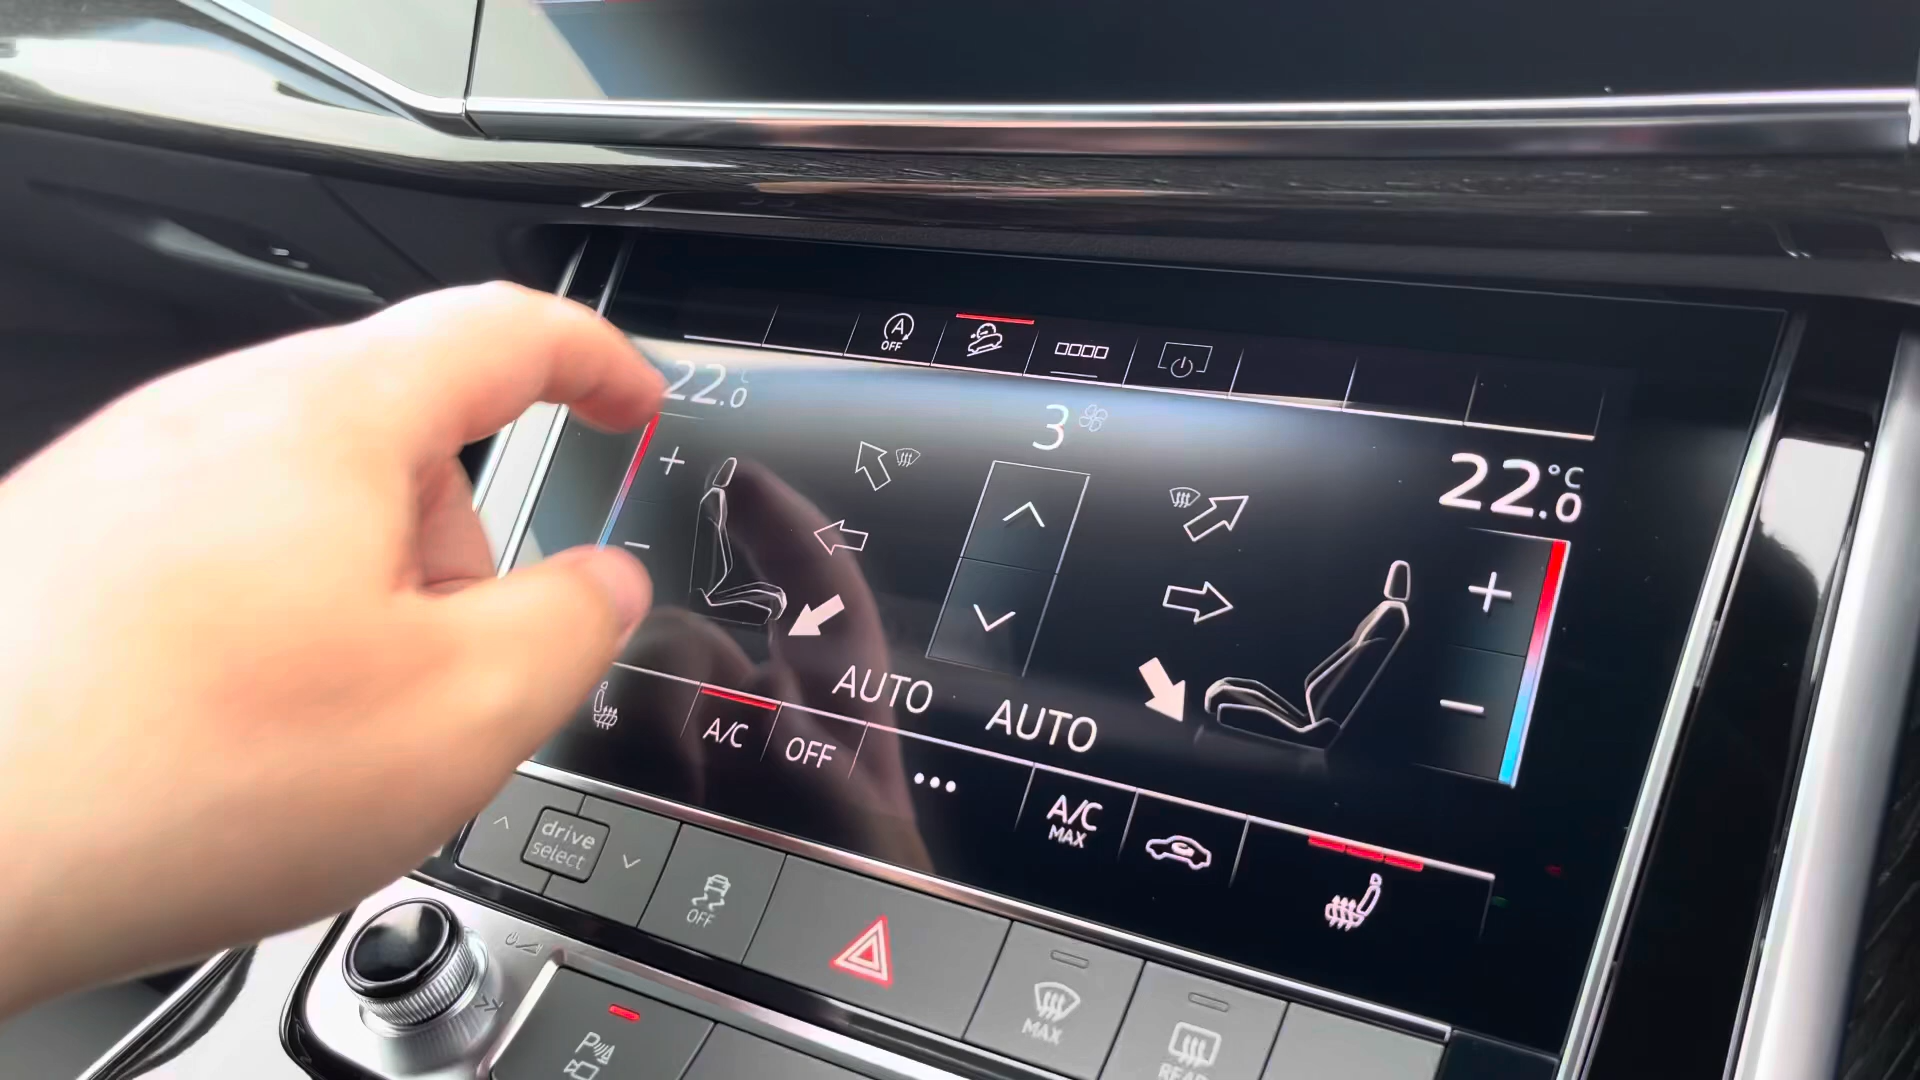 A
OFF
22.0 °C
3
22.0 °C
AUTO
AUTO
A/C
OFF
A/C
MAX
drive
select
OFF
MAX
REAR
P